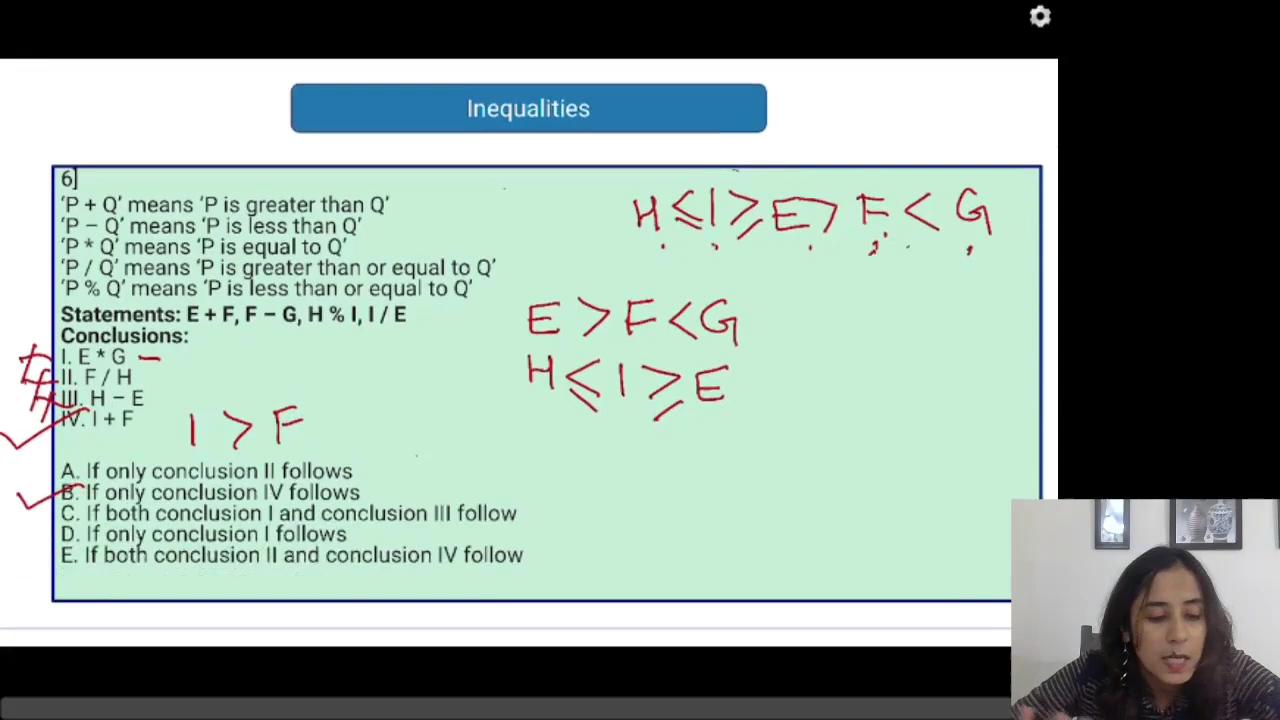 Inequalities
6]
'P + Q' means 'P is greater than Q'
'P − Q' means 'P is less than Q'
'P * Q' means 'P is equal to Q'
'P / Q' means 'P is greater than or equal to Q'
'P % Q' means 'P is less than or equal to Q'
Statements: E + F, F − G, H % I, I / E
Conclusions:
I. E * G
II. F / H
III. H − E
IV. I + F
A. If only conclusion II follows
B. If only conclusion IV follows
C. If both conclusion I and conclusion III follow
D. If only conclusion I follows
E. If both conclusion II and conclusion IV follow
H ≤ I ≥ E > F < G
E > F < G
H ≤ I ≥ E
I > F